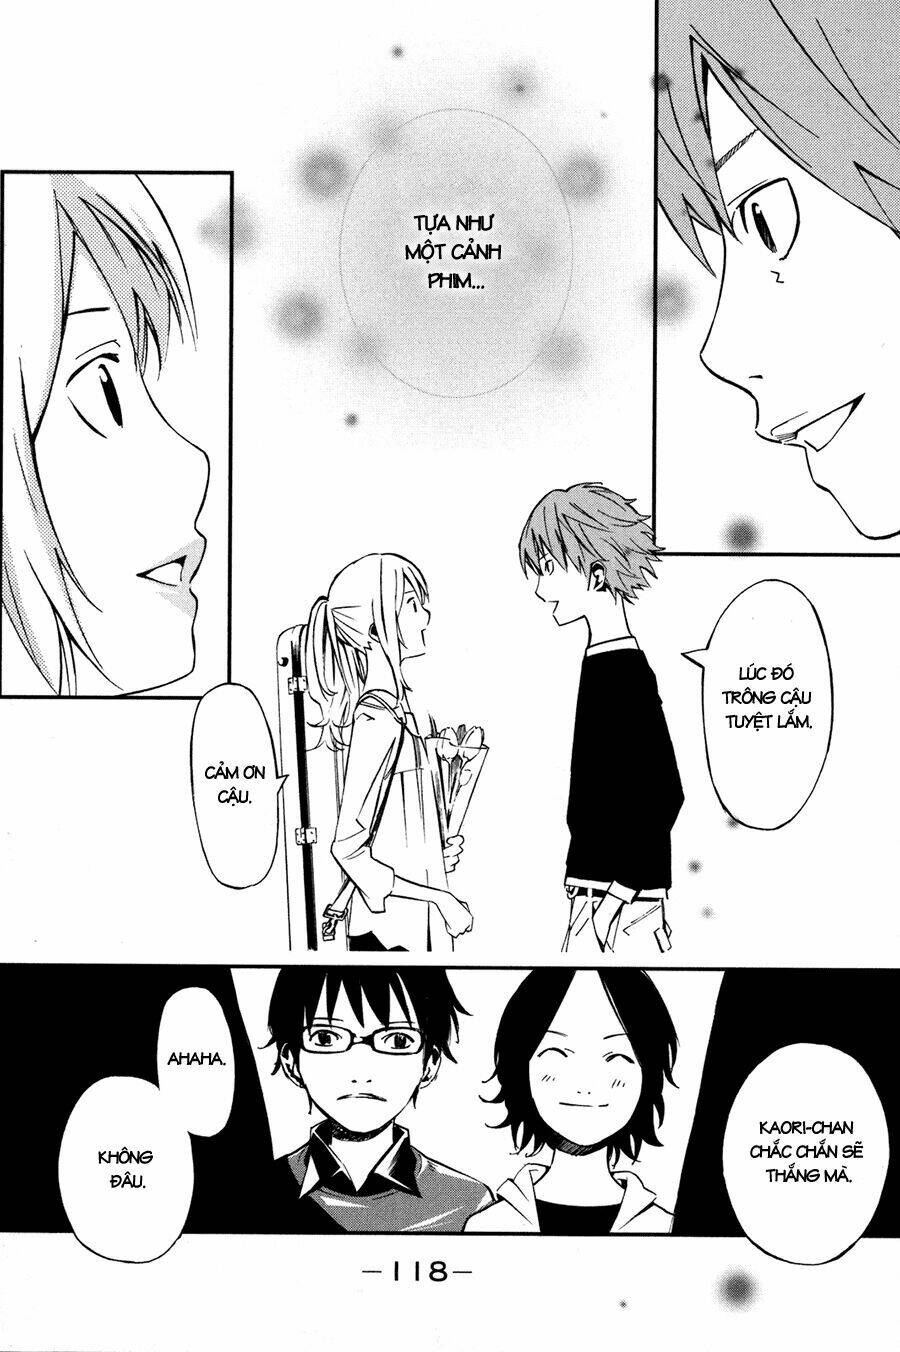 TỰA NHƯ
MỘT CẢNH
PHIM...
LÚC ĐÓ
TRÔNG CẬU
TUYỆT LẮM.
CẢM ƠN
CẬU.
KAORI-CHAN
CHẮC CHẮN SẼ
THẮNG MÀ.
AHAHA.
KHÔNG
ĐÂU.
—118—